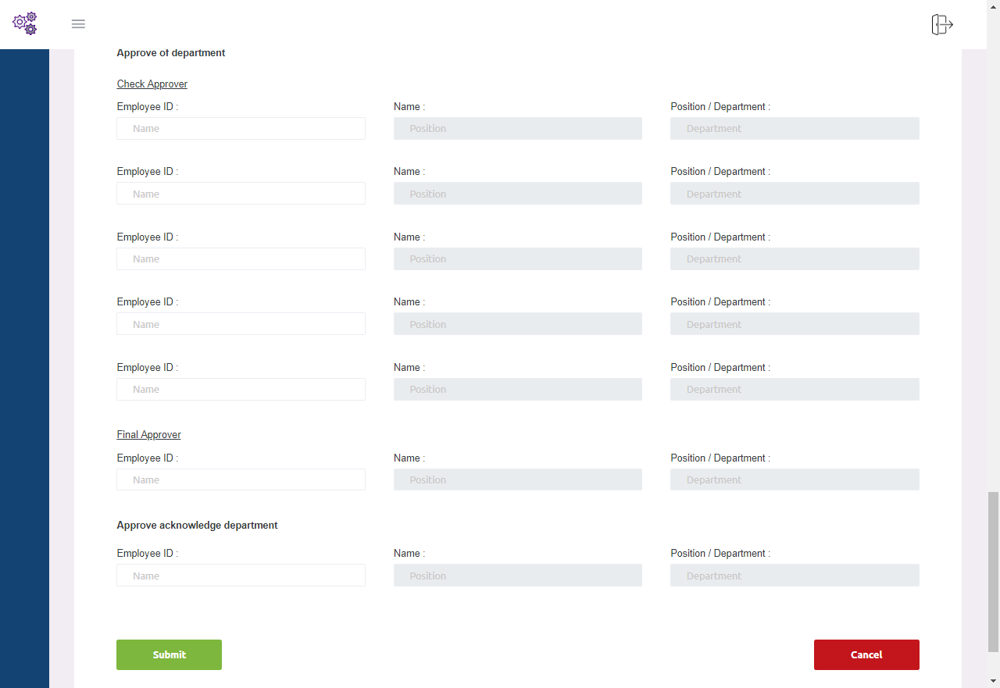 Approve of department
Check Approver
Employee ID : Name : Position / Department :
Name Position Department
Employee ID : Name : Position / Department :
Name Position Department
Employee ID : Name : Position / Department :
Name Position Department
Employee ID : Name : Position / Department :
Name Position Department
Employee ID : Name : Position / Department :
Name Position Department
Final Approver
Employee ID : Name : Position / Department :
Name Position Department
Approve acknowledge department
Employee ID : Name : Position / Department :
Name Position Department
Submit Cancel